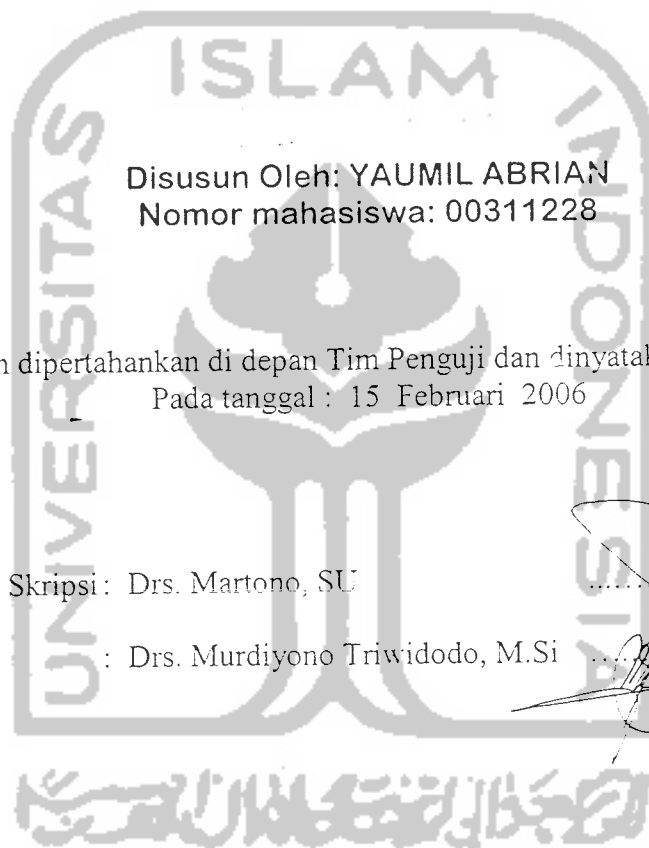 ISLAM
UNIVERSITAS
INDONESIA
Disusun Oleh: YAUMIL ABRIAN
Nomor mahasiswa: 00311228
n dipertahankan di depan Tim Penguji dan dinyatak
Pada tanggal : 15 Februari 2006
Skripsi : Drs. Martono, SU ......
: Drs. Murdiyono Triwidodo, M.Si ....